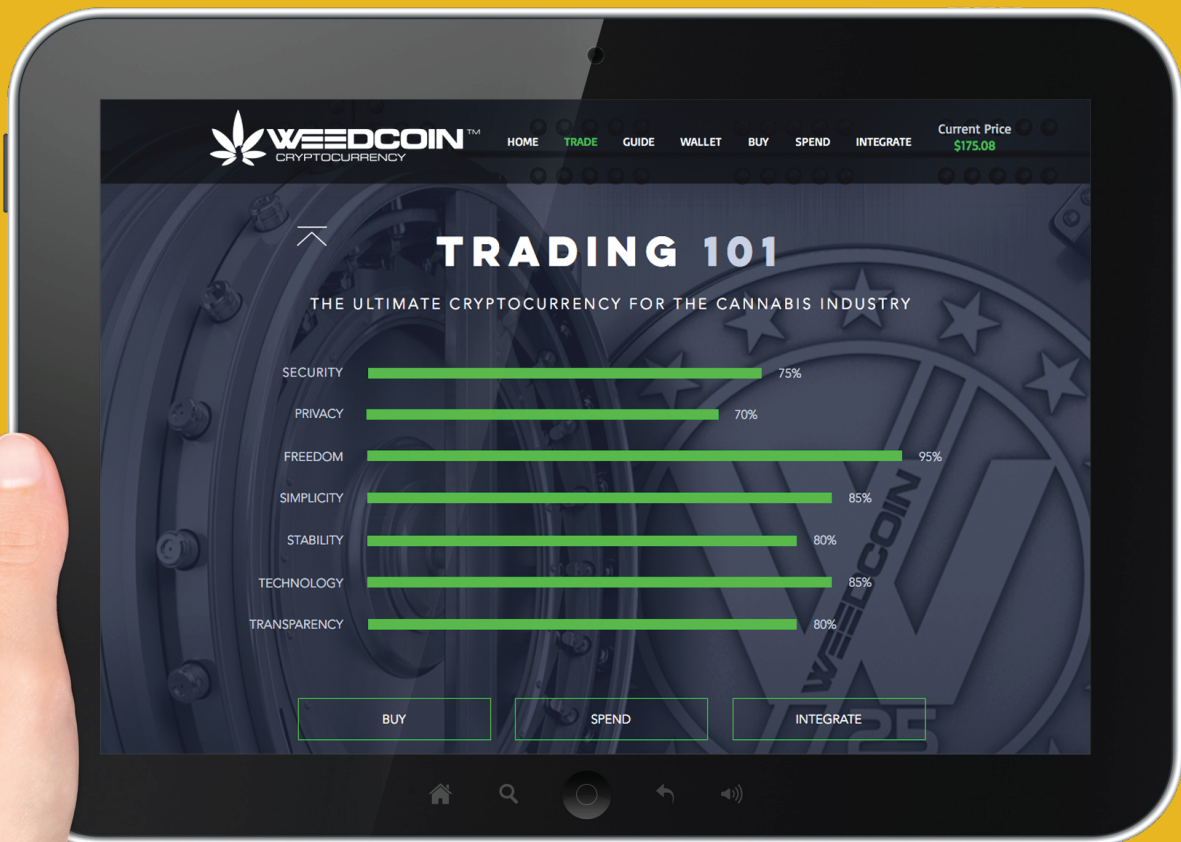 WEEDCOIN™
CRYPTOCURRENCY
HOME TRADE GUIDE WALLET BUY SPEND INTEGRATE
Current Price
$175.08
TRADING 101
THE ULTIMATE CRYPTOCURRENCY FOR THE CANNABIS INDUSTRY
SECURITY 75%
PRIVACY 70%
FREEDOM 95%
SIMPLICITY 85%
STABILITY 80%
TECHNOLOGY 85%
TRANSPARENCY 80%
WEEDCOIN
25
BUY SPEND INTEGRATE